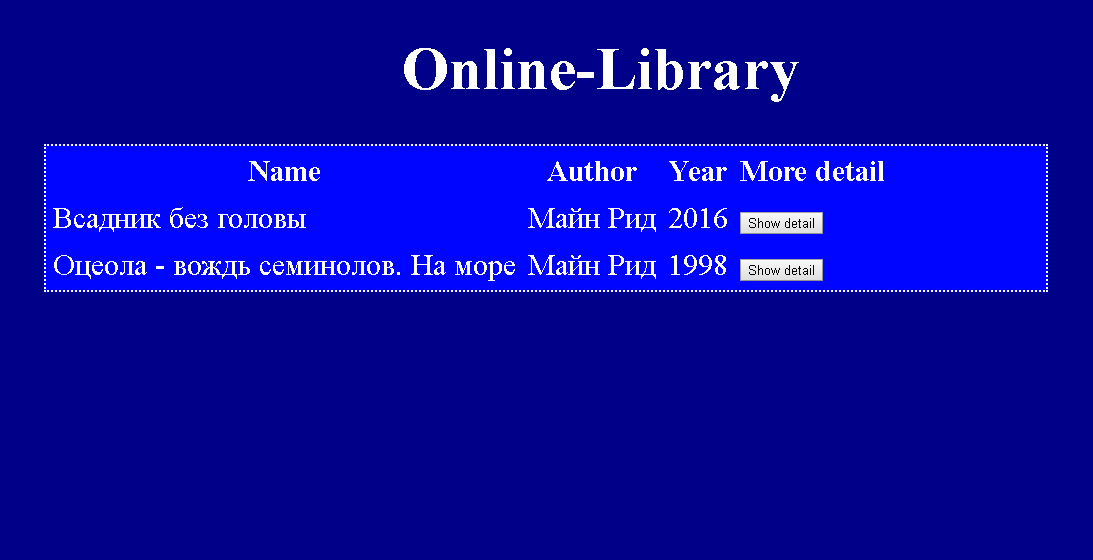 Online-Library
Name Author Year More detail
Всадник без головы Майн Рид 2016 Show detail
Оцеола - вождь семинолов. На море Майн Рид 1998 Show detail